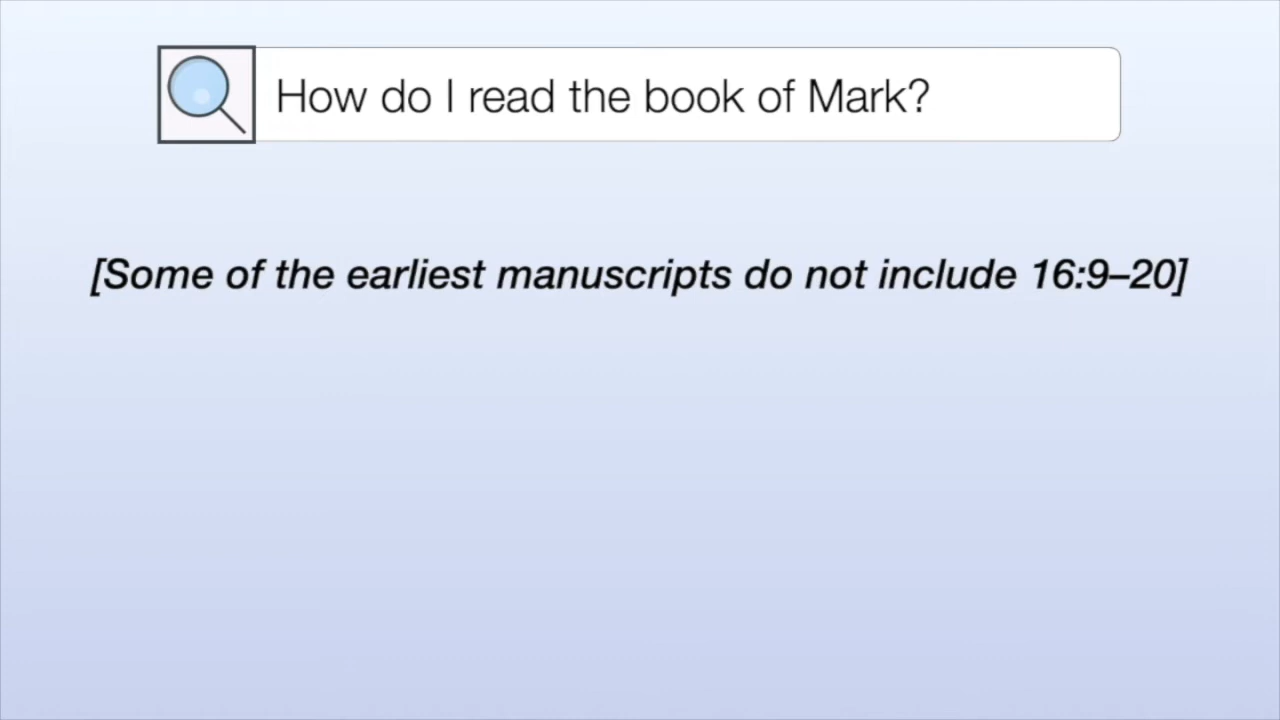 How do I read the book of Mark?
[Some of the earliest manuscripts do not include 16:9–20]